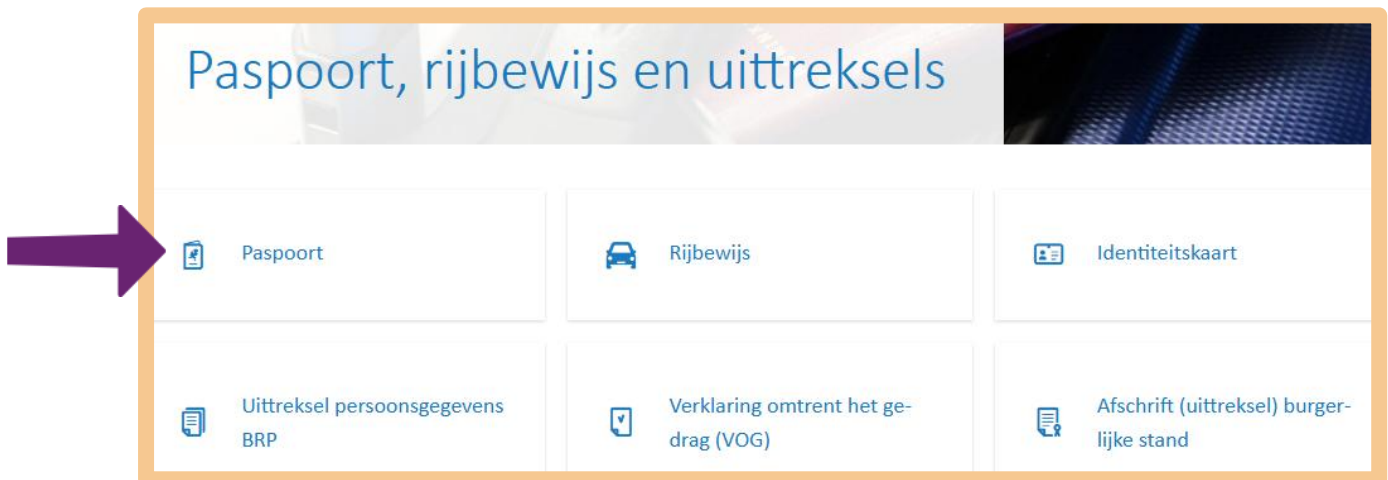 Paspoort, rijbewijs en uittreksels
Paspoort
Rijbewijs
Identiteitskaart
Uittreksel persoonsgegevens
BRP
Verklaring omtrent het ge-
drag (VOG)
Afschrift (uittreksel) burger-
lijke stand